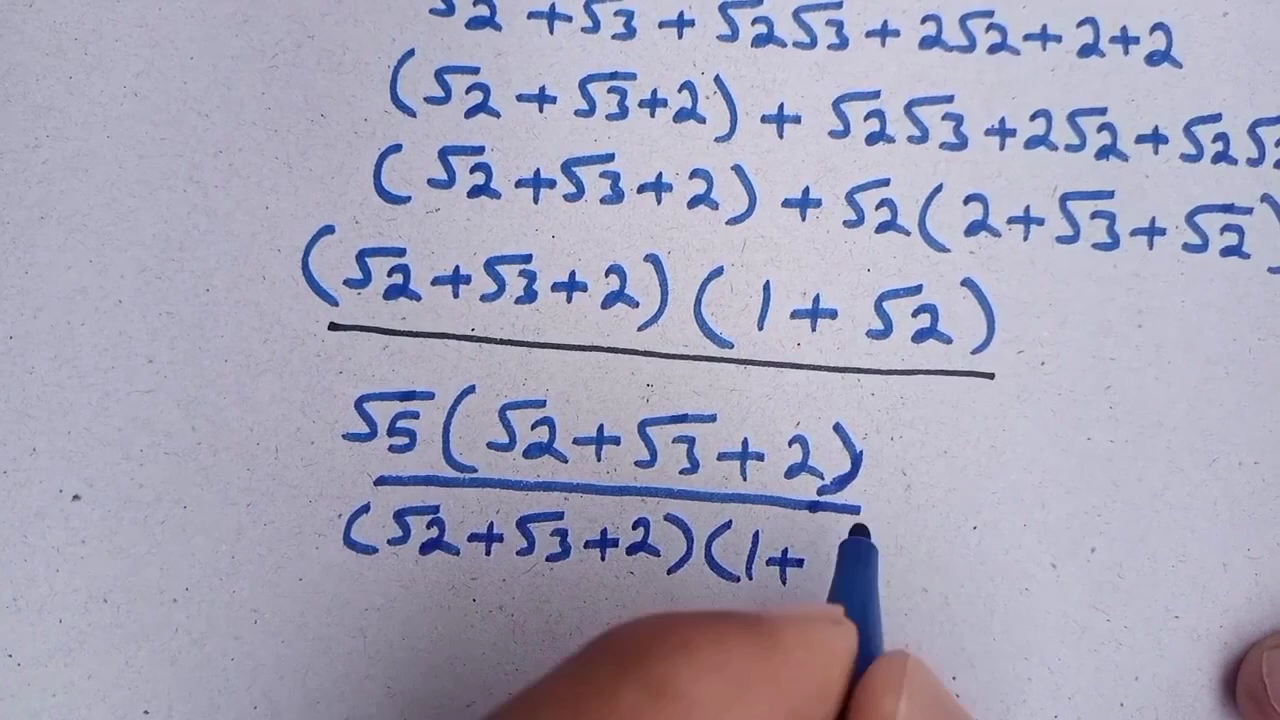 √2 + √3 + √2√3 + 2√2 + 2 + 2
(√2 + √3 + 2) + √2√3 + 2√2 + √2√2
(√2 + √3 + 2) + √2(2 + √3 + √2)
(√2 + √3 + 2)(1 + √2)
√5(√2 + √3 + 2)
(√2 + √3 + 2)(1 +